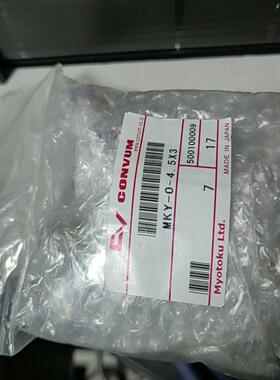 CONVUM
MKY-O-4.5X3
500100009
7
17
MADE IN JAPAN
Myotoku Ltd.